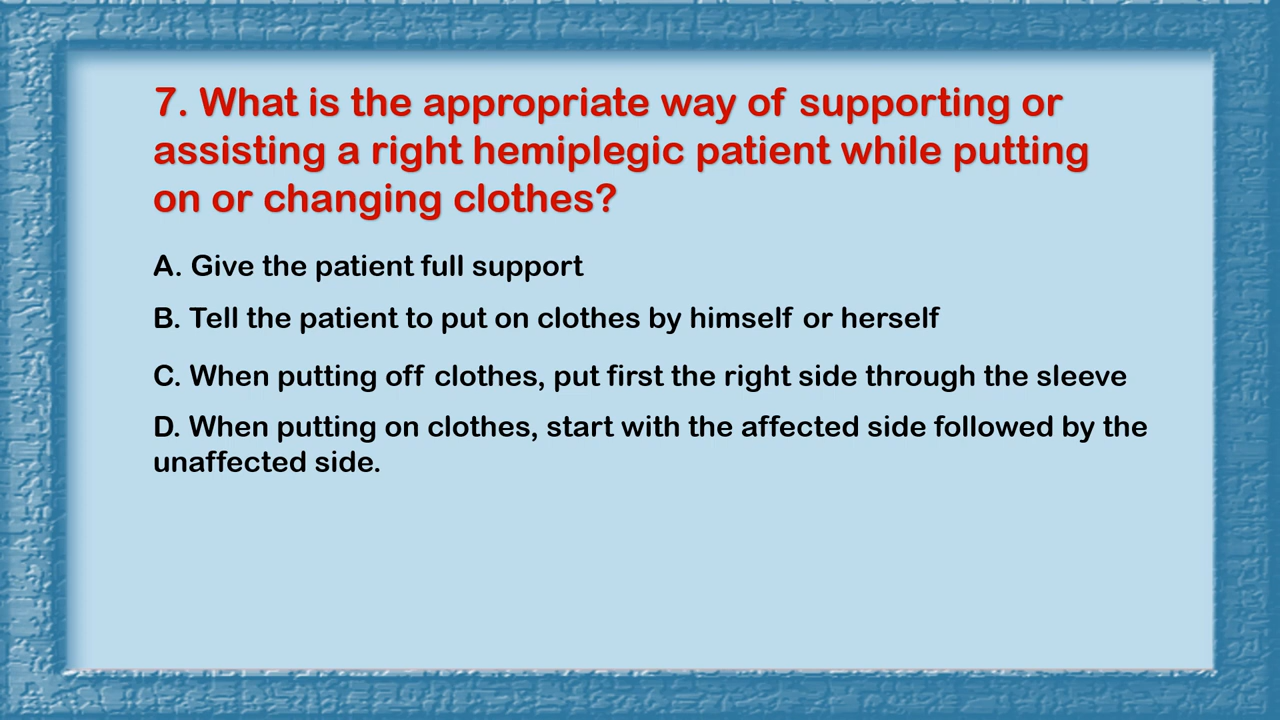 7. What is the appropriate way of supporting or
assisting a right hemiplegic patient while putting
on or changing clothes?
A. Give the patient full support
B. Tell the patient to put on clothes by himself or herself
C. When putting off clothes, put first the right side through the sleeve
D. When putting on clothes, start with the affected side followed by the
unaffected side.